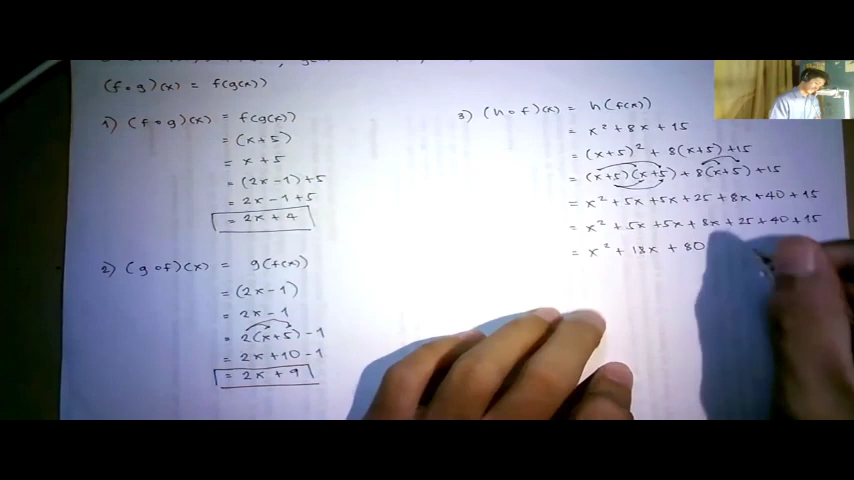 (f∘g)(x) = f(g(x))
1) (f∘g)(x) = f(g(x))
= (x+5)
= x + 5
= (2x-1)+5
= 2x - 1 + 5
= 2x + 4
2) (g∘f)(x) = g(f(x))
= (2x-1)
= 2x - 1
= 2(x+5) - 1
= 2x + 10 - 1
= 2x + 9
3) (h∘f)(x) = h(f(x))
= x² + 8x + 15
= (x+5)² + 8(x+5) + 15
= (x+5)(x+5) + 8(x+5) + 15
= x² + 5x + 5x + 25 + 8x + 40 + 15
= x² + 5x + 5x + 8x + 25 + 40 + 15
= x² + 18x + 80